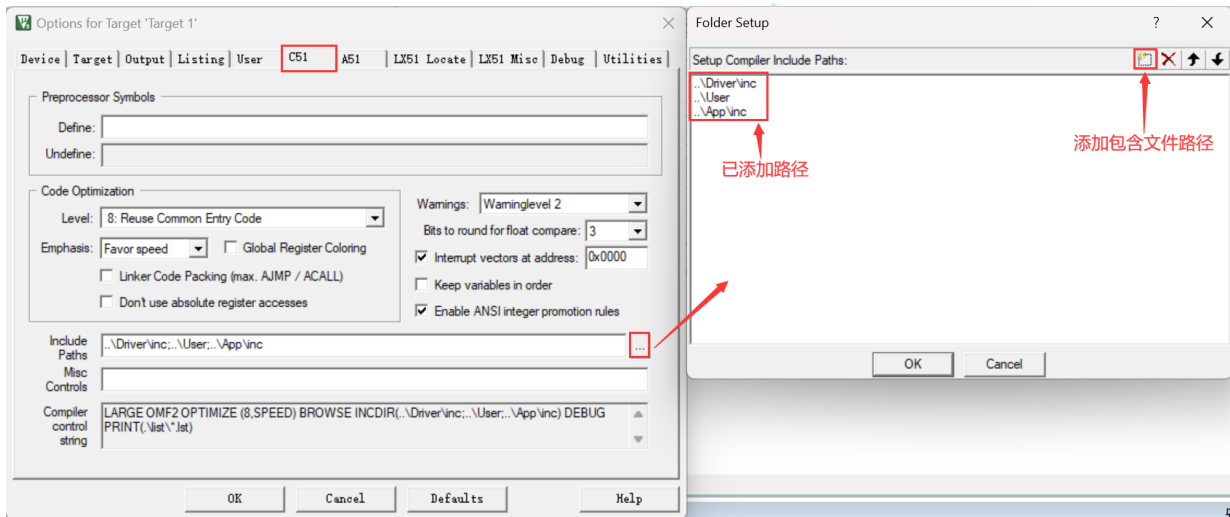 Options for Target 'Target 1'
Device Target Output Listing User C51 A51 LX51 Locate LX51 Misc Debug Utilities
Preprocessor Symbols
Define:
Undefine:
Code Optimization
Level: 8: Reuse Common Entry Code
Emphasis: Favor speed Global Register Coloring
Linker Code Packing (max. AJMP / ACALL)
Don't use absolute register accesses
Warnings: Warninglevel 2
Bits to round for float compare: 3
Interrupt vectors at address: 0x0000
Keep variables in order
Enable ANSI integer promotion rules
Include
Paths
..\Driver\inc;..\User;..\App\inc
...
Misc
Controls
Compiler
control
string
LARGE OMF2 OPTIMIZE (8,SPEED) BROWSE INCDIR(..\Driver\inc;..\User;..\App\inc) DEBUG
PRINT(.\list\*.lst)
OK Cancel Defaults Help
Folder Setup ?
Setup Compiler Include Paths:
..\Driver\inc
..\User
..\App\inc
已添加路径
添加包含文件路径
OK Cancel